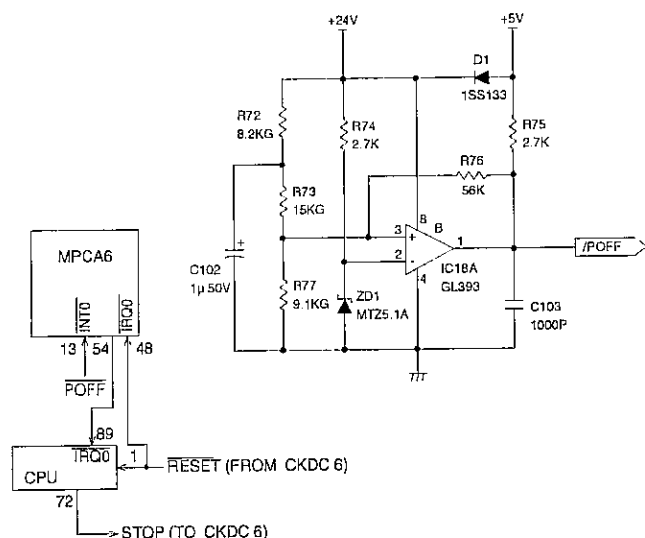 +24V
+5V
D1
1SS133
R72
8.2KG
R74
2.7K
R75
2.7K
R76
56K
R73
15KG
8
B
3
+
1
/POFF
2
-
IC18A
GL393
4
+
C102
1μ 50V
R77
9.1KG
ZD1
MTZ5.1A
C103
1000P
MPCA6
INT0
IRQ0
13
54
48
POFF
89
IRQ0
1
CPU
RESET (FROM CKDC 6)
72
STOP (TO CKDC 6)